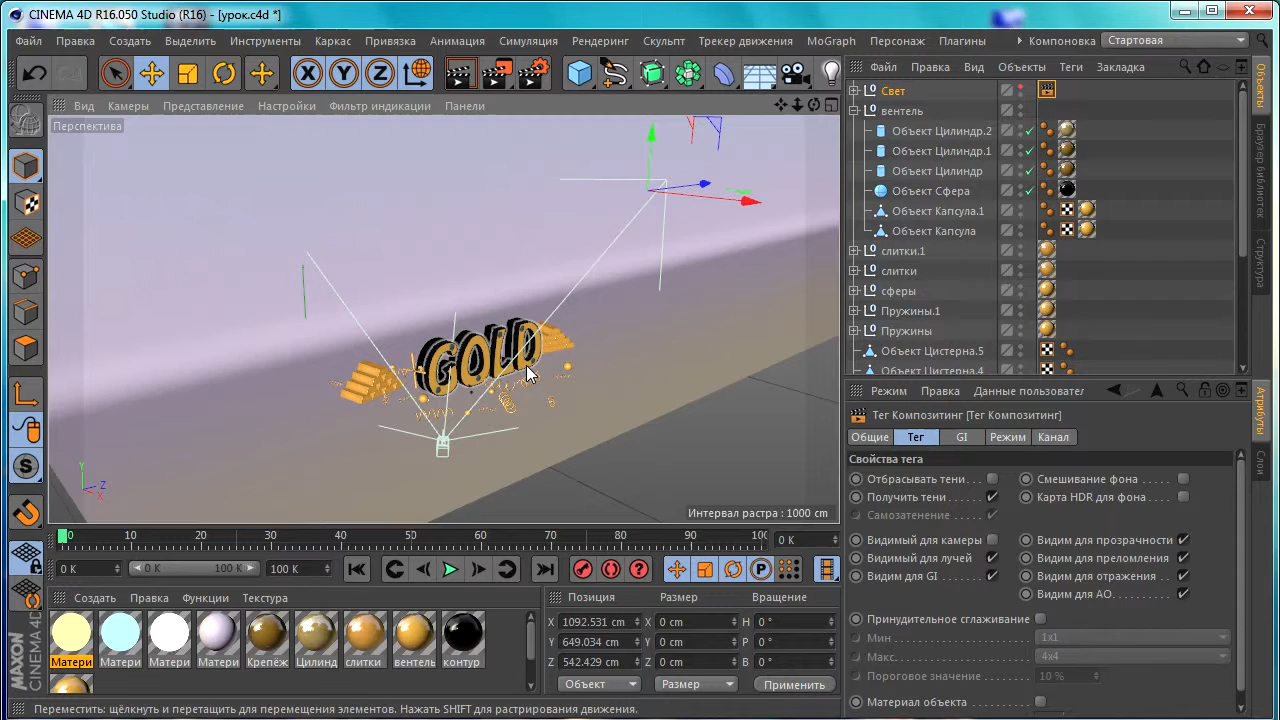 CINEMA 4D R16.050 Studio (R16) - [урок.c4d *]
Файл Правка Создать Выделить Инструменты Каркас Привязка Анимация Симуляция Рендеринг Скульпт Трекер движения MoGraph Персонаж Плагины Компоновка Стартовая
X Y Z
Файл Правка Вид Объекты Теги Закладка
Вид Камеры Представление Настройки Фильтр индикации Панели
Перспектива
Свет
вентель
Объект Цилиндр.2
Объект Цилиндр.1
Объект Цилиндр
Объект Сфера
Объект Капсула.1
Объект Капсула
слитки.1
слитки
сферы
Пружины.1
Пружины
Объект Цистерна.5
Объект Цистерна.4
Объекты
Браузер библиотек
Структура
GOLD
Y
Z
X
Интервал растра : 1000 cm
Режим Правка Данные пользовател
Тег Композитинг [Тег Композитинг]
Общие Тег GI Режим Канал
Свойства тега
Отбрасывать тени . . . Смешивание фона
Получить тени Карта HDR для фона
Самозатенение
Видимый для камеры Видим для прозрачности
Видимый для лучей Видим для преломления
Видим для GI Видим для отражения
Видим для AO
Принудительное сглаживание
Мин 1x1
Макс. 4x4
Пороговое значение 10 %
Материал объекта
Атрибуты
Слои
0 10 20 30 40 50 60 70 80 90 100 0 K
0 K 0 K 100 K 100 K
P
Создать Правка Функции Текстура
Матери Матери Матери Матери Крепёж Цилинд слитки вентель контур
Позиция Размер Вращение
X 1092.531 cm X 0 cm H 0 °
Y 649.034 cm Y 0 cm P 0 °
Z 542.429 cm Z 0 cm B 0 °
Объект Размер Применить
MAXON CINEMA 4D
Переместить: щёлкнуть и перетащить для перемещения элементов. Нажать SHIFT для растрирования движения.